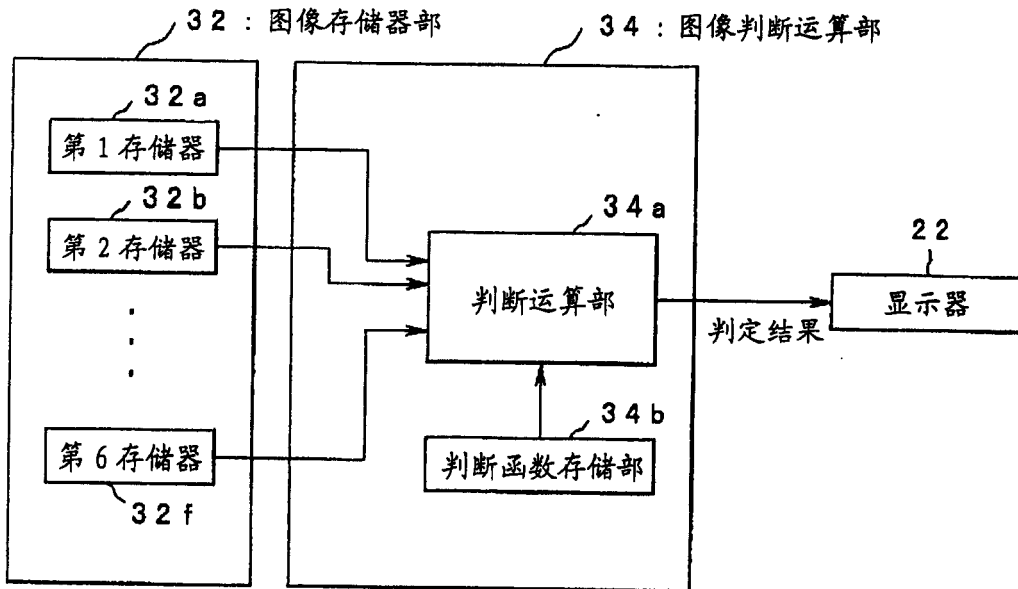 32：图像存储器部
34：图像判断运算部
32a
第1存储器
32b
第2存储器
34a
判断运算部
22
显示器
判定结果
34b
判断函数存储部
第6存储器
32f